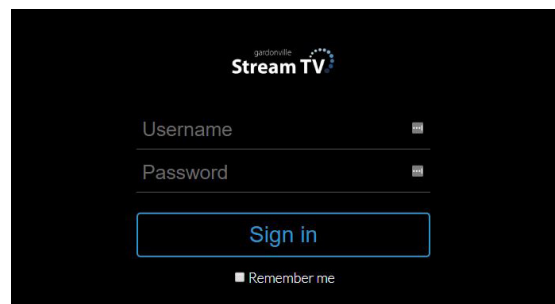 gardonville
Stream TV
Username
Password
Sign in
Remember me